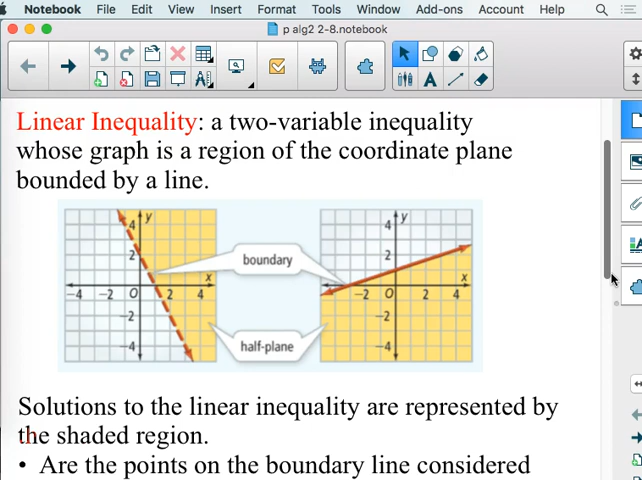 Notebook File Edit View Insert Format Tools Window Add-ons Account Help
p alg2 2-8.notebook
Linear Inequality: a two-variable inequality
whose graph is a region of the coordinate plane
bounded by a line.
y
4
2
x
-4 -2 O 2 4
-2
-4
boundary
half-plane
y
4
2
x
-2 O 2 4
-2
-4
Solutions to the linear inequality are represented by
the shaded region.
• Are the points on the boundary line considered